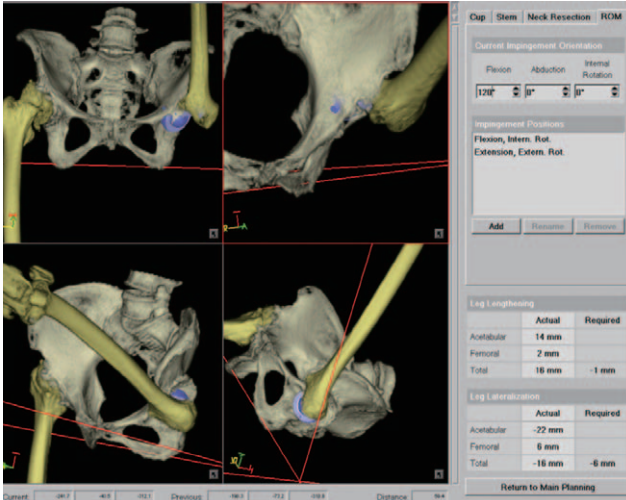 Cup Stem Neck Resection ROM
Current Impingement Orientation
Flexion Abduction Internal Rotation
120° 0° 0°
Impingement Positions
Flexion, Intern. Rot.
Extension, Extern. Rot.
Add Rename Remove
Leg Lengthening
Actual Required
Acetabular 14 mm
Femoral 2 mm
Total 16 mm -1 mm
Leg Lateralization
Actual Required
Acetabular -22 mm
Femoral 6 mm
Total -16 mm -6 mm
Return to Main Planning
Current Previous Distance